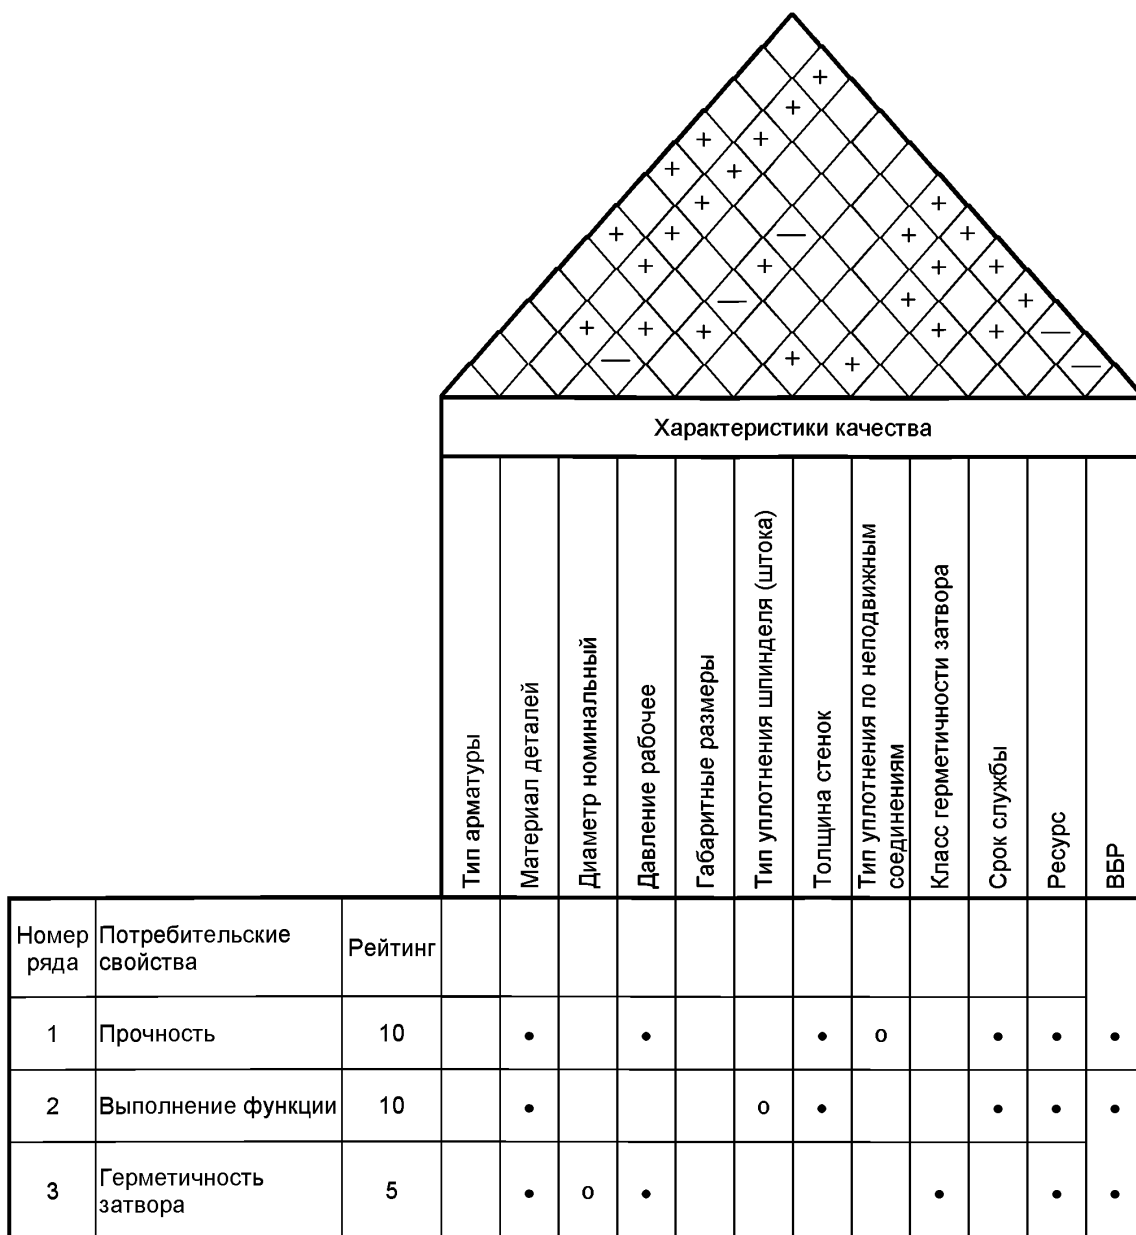 +
+
+ +
+ +
+ +
+ + — + +
+ + + +
— + +
+ + + + + —
— + + —
Характеристики качества
Тип арматуры
Материал деталей
Диаметр номинальный
Давление рабочее
Габаритные размеры
Тип уплотнения шпинделя (штока)
Толщина стенок
Тип уплотнения по неподвижным
соединениям
Класс герметичности затвора
Срок службы
Ресурс
ВБР
Номер
ряда
Потребительские
свойства
Рейтинг
1 Прочность 10 • • • о • • •
2 Выполнение функции 10 • о • • • •
3 Герметичность
затвора 5 • о • • • •